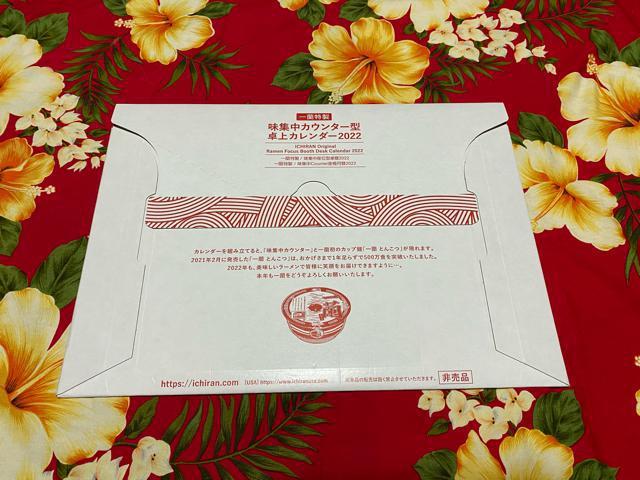 一蘭特製
味集中カウンター型
卓上カレンダー2022
ICHIRAN Original
Ramen Focus Booth Desk Calendar 2022
カレンダーを組み立てると、「味集中カウンター」と一蘭初のカップ麺「一蘭 とんこつ」が現れます。
2021年2月に発売した「一蘭 とんこつ」は、おかげさまで1年足らずで500万食を突破いたしました。
2022年も、美味しいラーメンで皆様に笑顔をお届けできますように…。
本年も一蘭をどうぞよろしくお願いいたします。
https://ichiran.com
(USA) https://www.ichiranusa.com
非売品